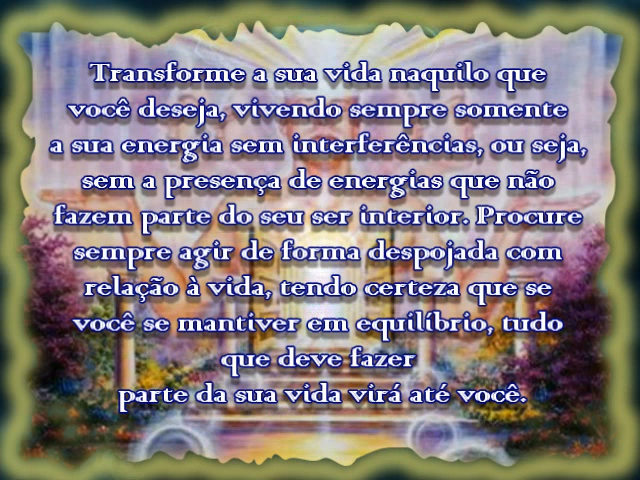 Transforme a sua vida naquilo que
você deseja, vivendo sempre somente
a sua energia sem interferências, ou seja,
sem a presença de energias que não
fazem parte do seu ser interior. Procure
sempre agir de forma despojada com
relação à vida, tendo certeza que se
você se mantiver em equilíbrio, tudo
que deve fazer
parte da sua vida virá até você.